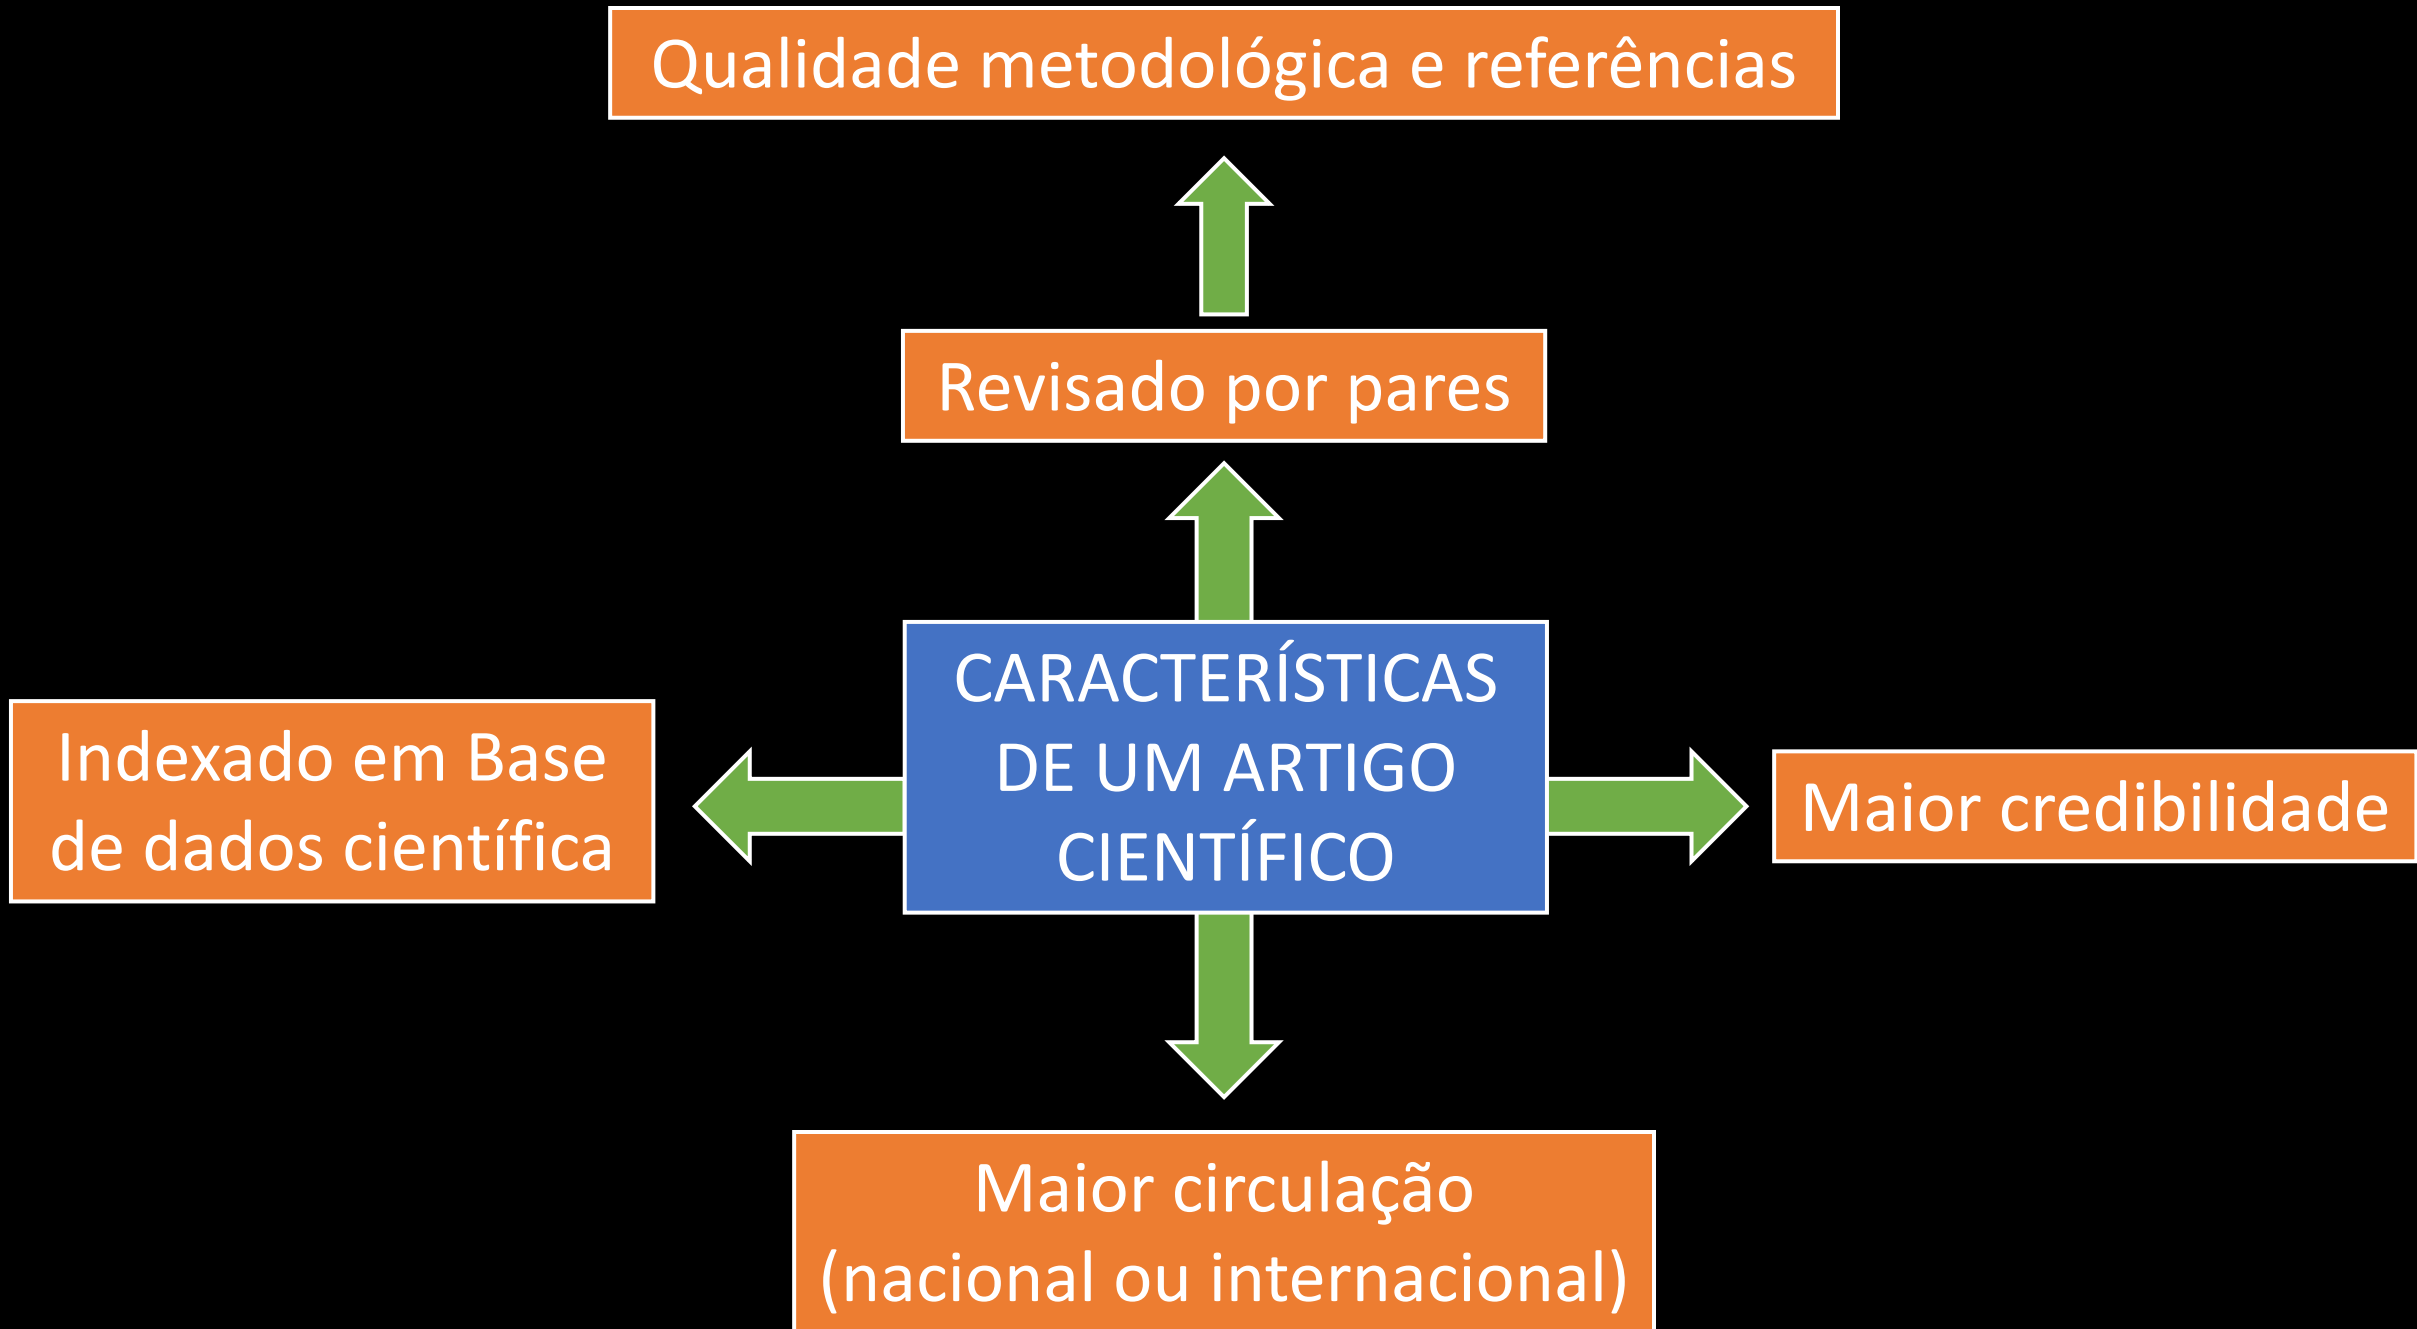 Qualidade metodológica e referências
Revisado por pares
CARACTERÍSTICAS
DE UM ARTIGO
CIENTÍFICO
Indexado em Base
de dados científica
Maior credibilidade
Maior circulação
(nacional ou internacional)